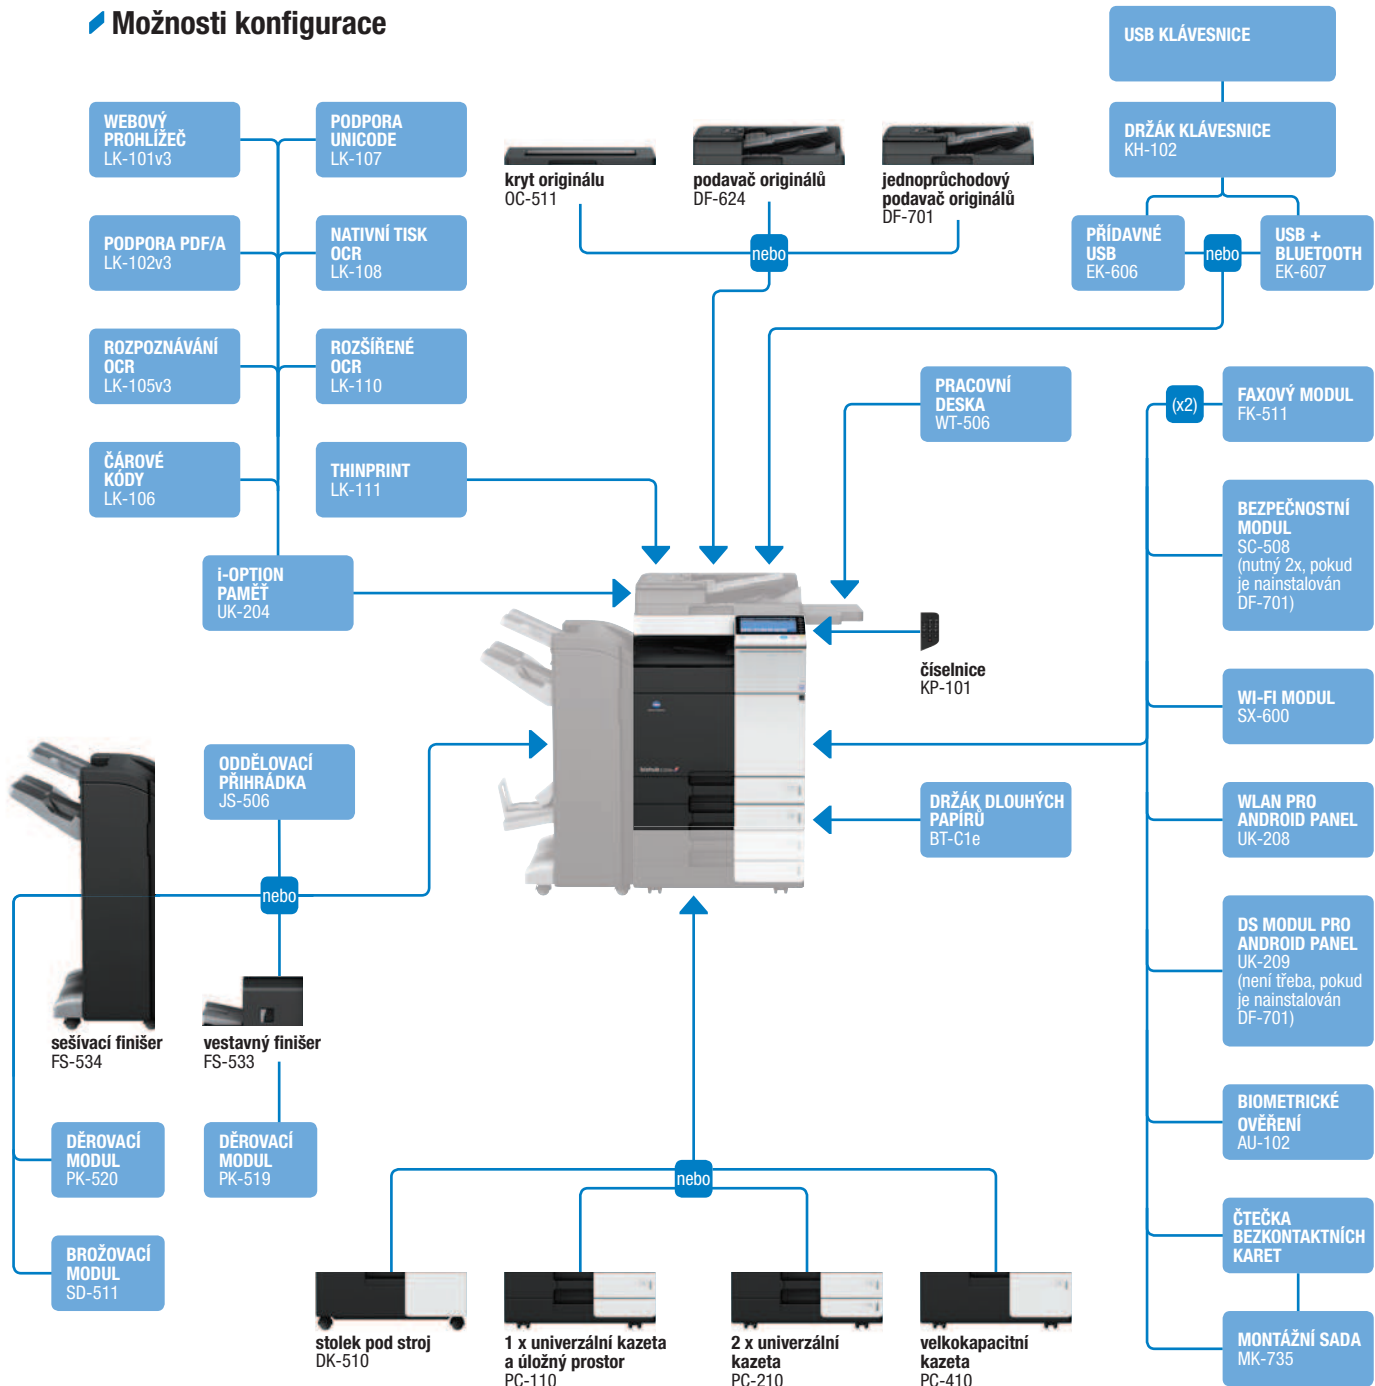 Možnosti konfigurace
USB KLÁVESNICE
WEBOVÝ
PROHLÍŽEČ
LK-101v3
PODPORA
UNICODE
LK-107
DRŽÁK KLÁVESNICE
KH-102
kryt originálu
OC-511
podavač originálů
DF-624
jednoprůchodový
podavač originálů
DF-701
PODPORA PDF/A
LK-102v3
NATIVNÍ TISK
OCR
LK-108
nebo
PŘÍDAVNÉ
USB
EK-606
nebo
USB +
BLUETOOTH
EK-607
ROZPOZNÁVÁNÍ
OCR
LK-105v3
ROZŠÍŘENÉ
OCR
LK-110
PRACOVNÍ
DESKA
WT-506
(x2)
FAXOVÝ MODUL
FK-511
ČÁROVÉ
KÓDY
LK-106
THINPRINT
LK-111
BEZPEČNOSTNÍ
MODUL
SC-508
(nutný 2x, pokud
je nainstalován
DF-701)
i-OPTION
PAMĚŤ
UK-204
číselnice
KP-101
WI-FI MODUL
SX-600
ODDĚLOVACÍ
PŘIHRÁDKA
JS-506
DRŽÁK DLOUHÝCH
PAPÍRŮ
BT-C1e
WLAN PRO
ANDROID PANEL
UK-208
nebo
DS MODUL PRO
ANDROID PANEL
UK-209
(není třeba, pokud
je nainstalován
DF-701)
sešívací finišer
FS-534
vestavný finišer
FS-533
BIOMETRICKÉ
OVĚŘENÍ
AU-102
DĚROVACÍ
MODUL
PK-520
DĚROVACÍ
MODUL
PK-519
nebo
ČTEČKA
BEZKONTAKTNÍCH
KARET
BROŽOVACÍ
MODUL
SD-511
stolek pod stroj
DK-510
1 x univerzální kazeta
a úložný prostor
PC-110
2 x univerzální
kazeta
PC-210
velkokapacitní
kazeta
PC-410
MONTÁŽNÍ SADA
MK-735